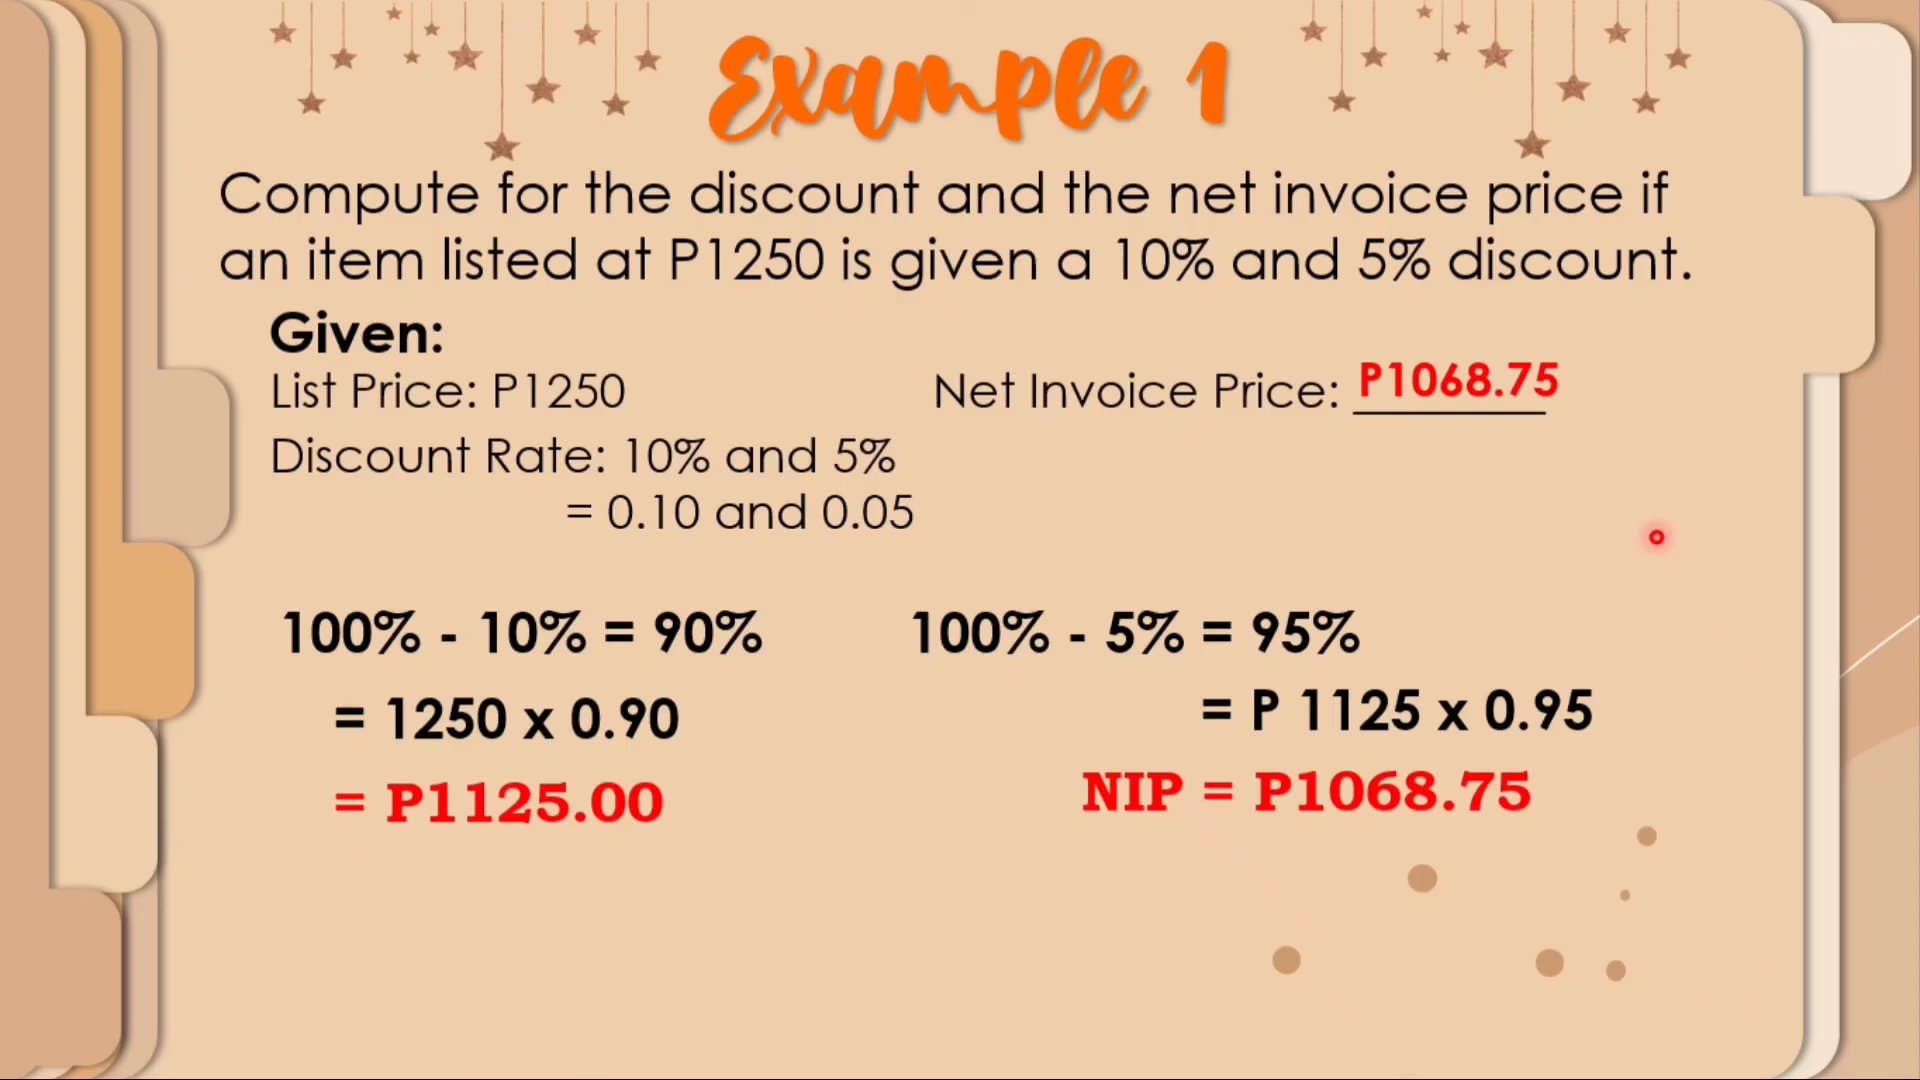 Example 1
Compute for the discount and the net invoice price if
an item listed at P1250 is given a 10% and 5% discount.
Given:
List Price: P1250
Net Invoice Price: P1068.75
Discount Rate: 10% and 5%
= 0.10 and 0.05
100% - 10% = 90%
= 1250 x 0.90
= P1125.00
100% - 5% = 95%
= P 1125 x 0.95
NIP = P1068.75